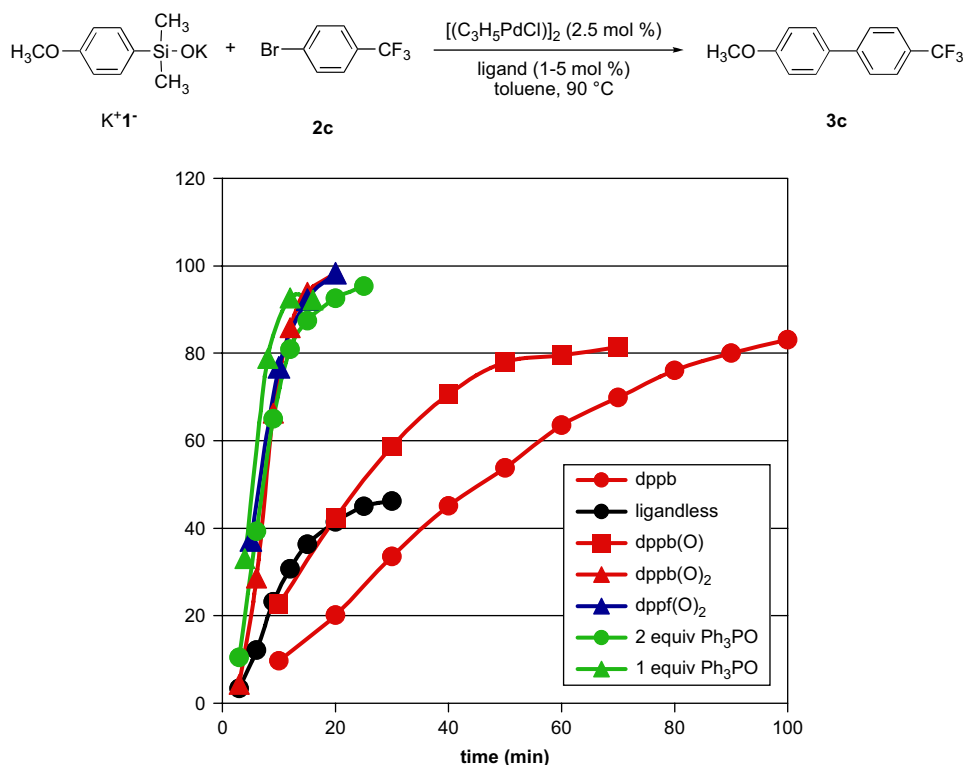 CH₃
CH₃O
Si
OK
CH₃
K⁺1⁻
+
Br
CF₃
2c
[(C₃H₅PdCl)]₂ (2.5 mol %)
ligand (1-5 mol %)
toluene, 90 °C
CH₃O
CF₃
3c
120
100
80
60
40
20
0
dppb
ligandless
dppb(O)
dppb(O)₂
dppf(O)₂
2 equiv Ph₃PO
1 equiv Ph₃PO
0 20 40 60 80 100
time (min)